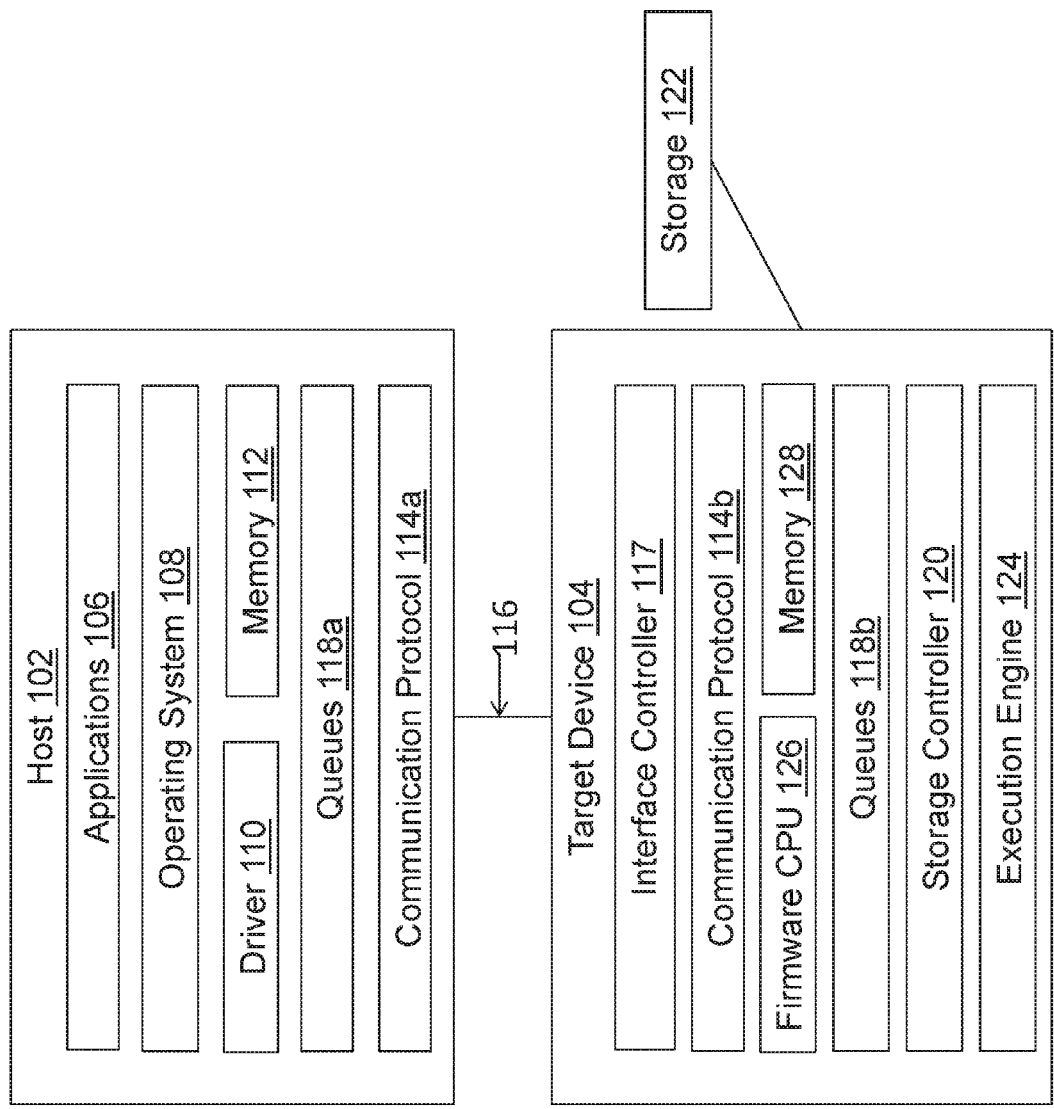 Host 102
Applications 106
Operating System 108
Driver 110
Memory 112
Queues 118a
Communication Protocol 114a
116
Target Device 104
Interface Controller 117
Communication Protocol 114b
Firmware CPU 126
Memory 128
Queues 118b
Storage Controller 120
Execution Engine 124
Storage 122